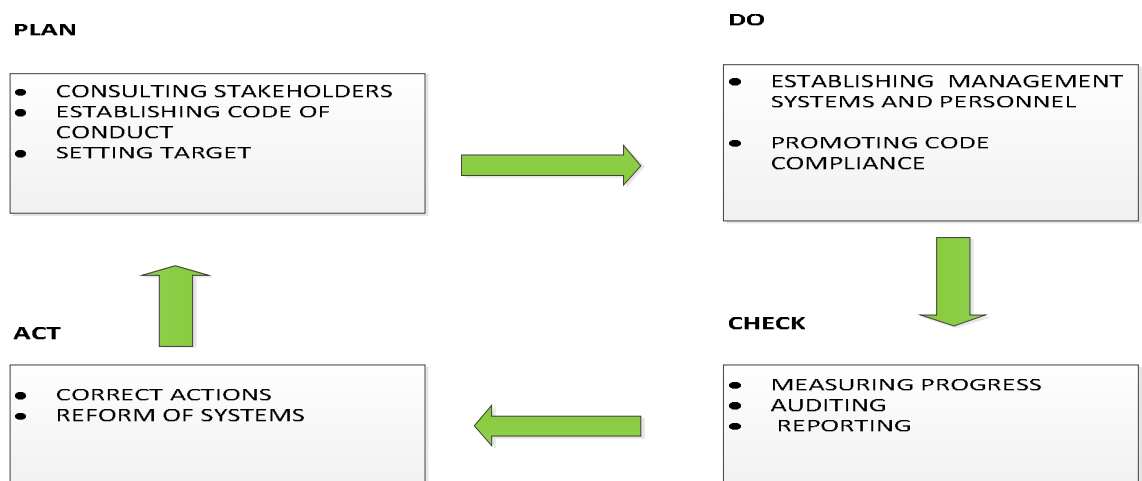 PLAN
• CONSULTING STAKEHOLDERS
• ESTABLISHING CODE OF
CONDUCT
• SETTING TARGET
DO
• ESTABLISHING MANAGEMENT
SYSTEMS AND PERSONNEL
• PROMOTING CODE
COMPLIANCE
CHECK
• MEASURING PROGRESS
• AUDITING
• REPORTING
ACT
• CORRECT ACTIONS
• REFORM OF SYSTEMS